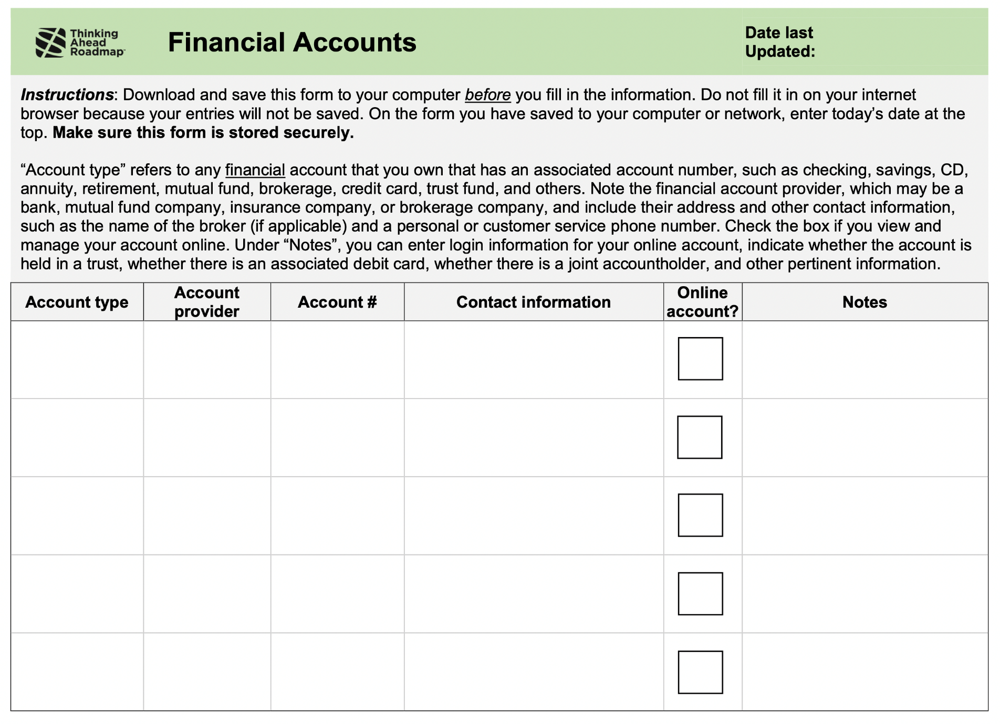 Thinking
Ahead
Roadmap™
Financial Accounts
Date last
Updated:
Instructions: Download and save this form to your computer before you fill in the information. Do not fill it in on your internet
browser because your entries will not be saved. On the form you have saved to your computer or network, enter today’s date at the
top. Make sure this form is stored securely.
“Account type” refers to any financial account that you own that has an associated account number, such as checking, savings, CD,
annuity, retirement, mutual fund, brokerage, credit card, trust fund, and others. Note the financial account provider, which may be a
bank, mutual fund company, insurance company, or brokerage company, and include their address and other contact information,
such as the name of the broker (if applicable) and a personal or customer service phone number. Check the box if you view and
manage your account online. Under “Notes”, you can enter login information for your online account, indicate whether the account is
held in a trust, whether there is an associated debit card, whether there is a joint accountholder, and other pertinent information.
Account type
Account
provider
Account #
Contact information
Online
account?
Notes